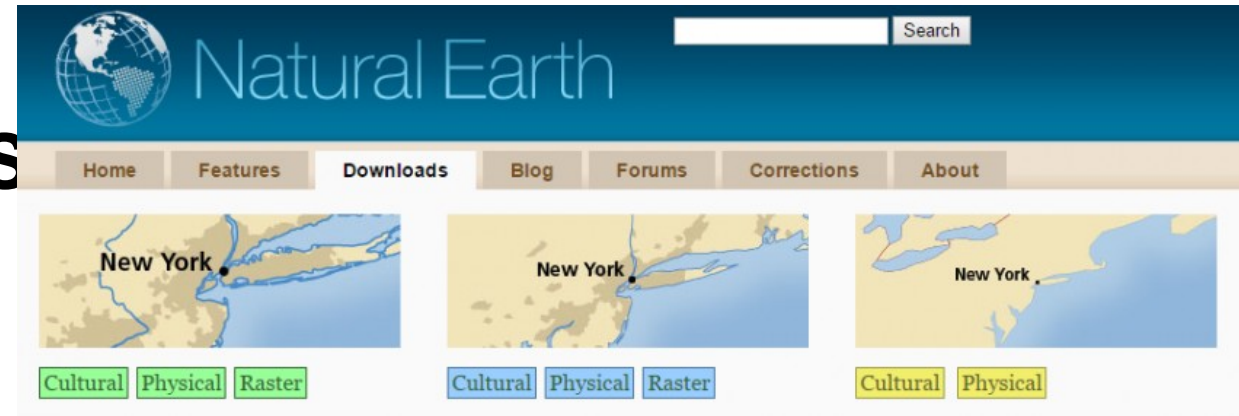 Search
Natural Earth
s
Home Features Downloads Blog Forums Corrections About
New York New York New York
Cultural Physical Raster Cultural Physical Raster Cultural Physical